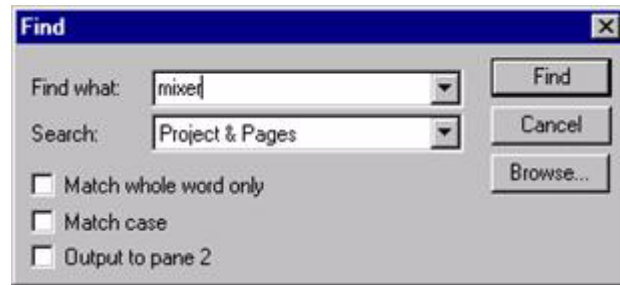 Find
Find what: mixer
Find
Search: Project & Pages
Cancel
Browse...
Match whole word only
Match case
Output to pane 2